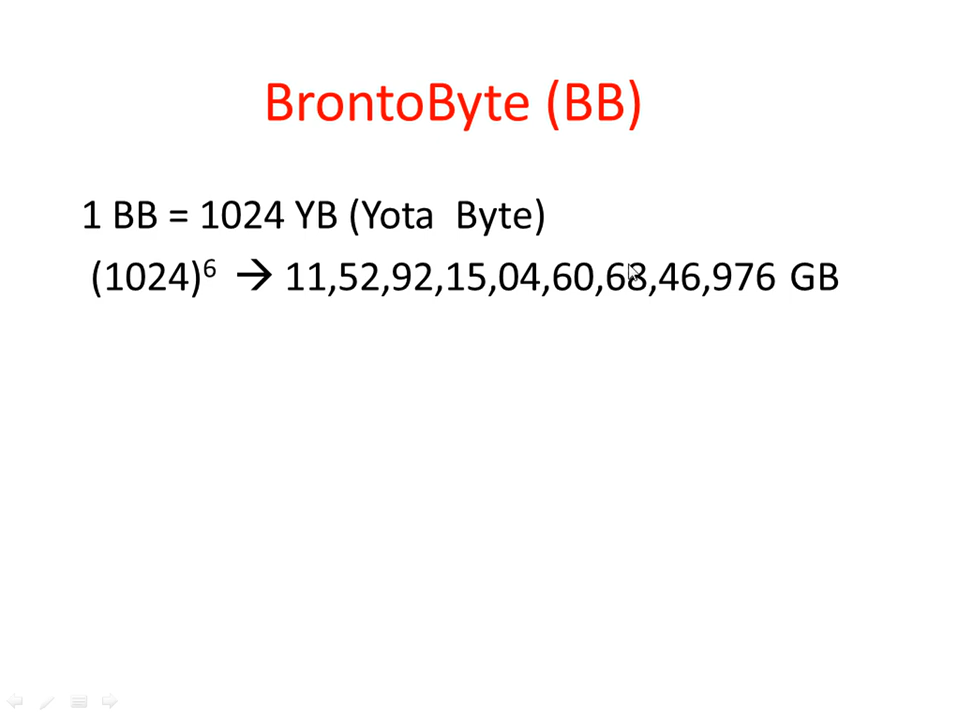 BrontoByte (BB)
1 BB = 1024 YB (Yota Byte)
(1024)⁶ → 11,52,92,15,04,60,68,46,976 GB